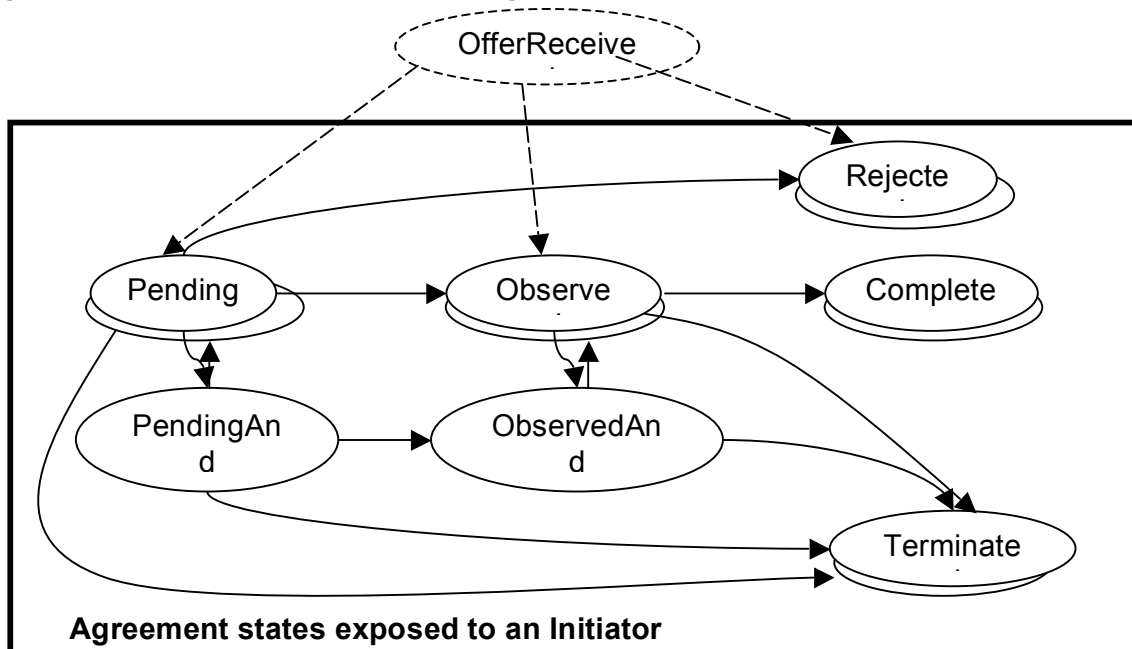 OfferReceive
Rejecte
Pending
Observe
Complete
PendingAn
d
ObservedAn
d
Terminate
Agreement states exposed to an Initiator